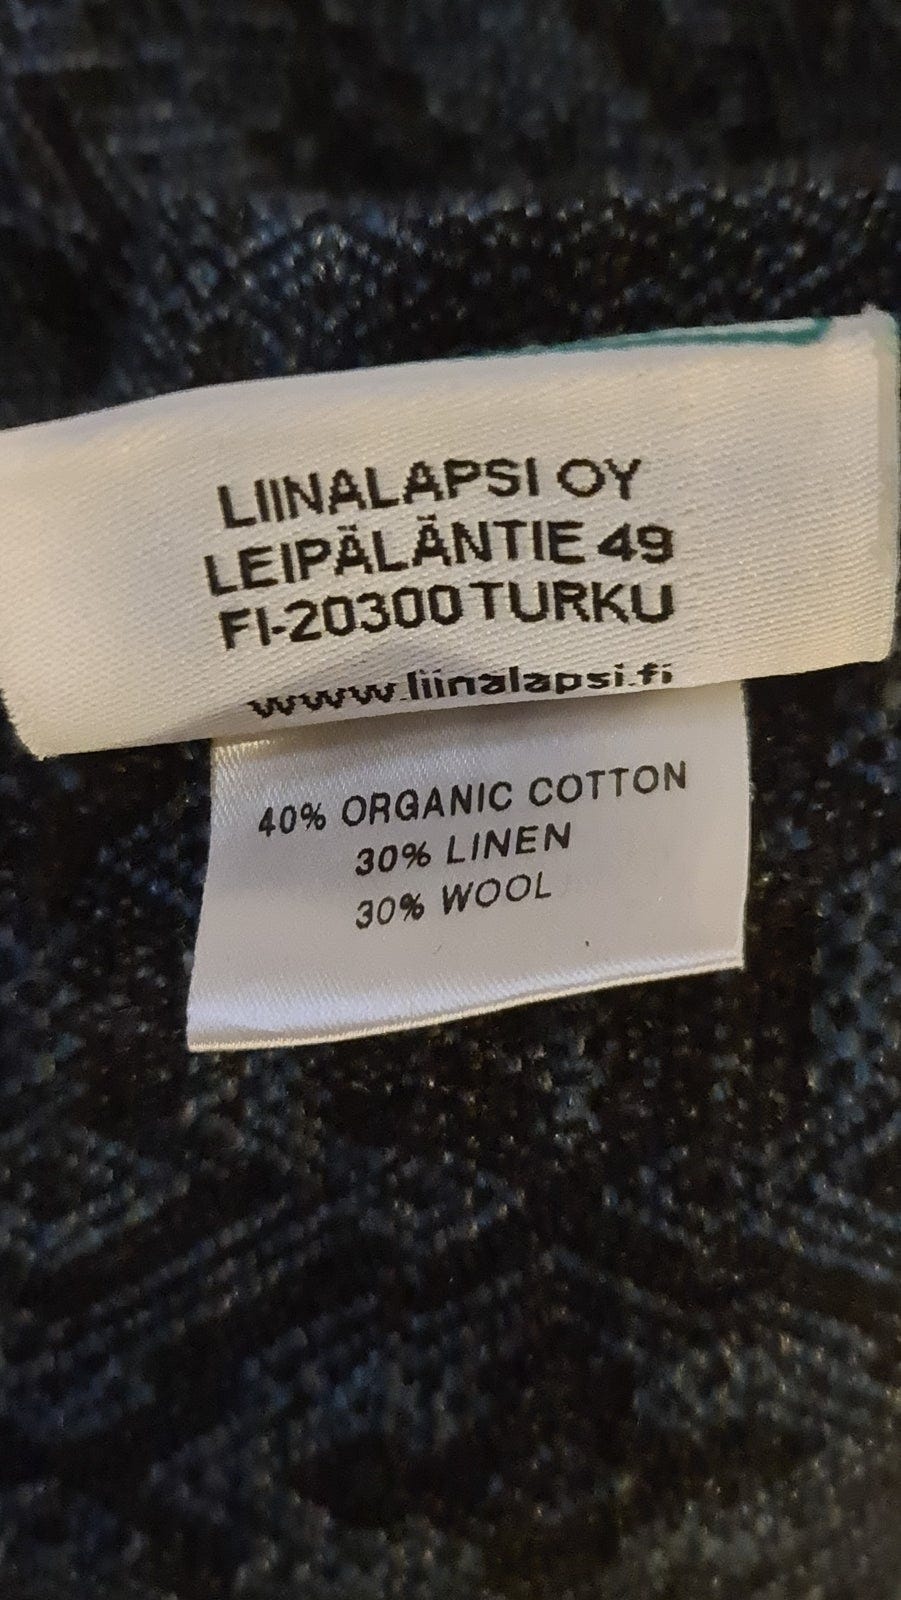 LIINALAPSI OY
LEIPÄLÄNTIE 49
FI-20300 TURKU
www.liinalapsi.fi
40% ORGANIC COTTON
30% LINEN
30% WOOL